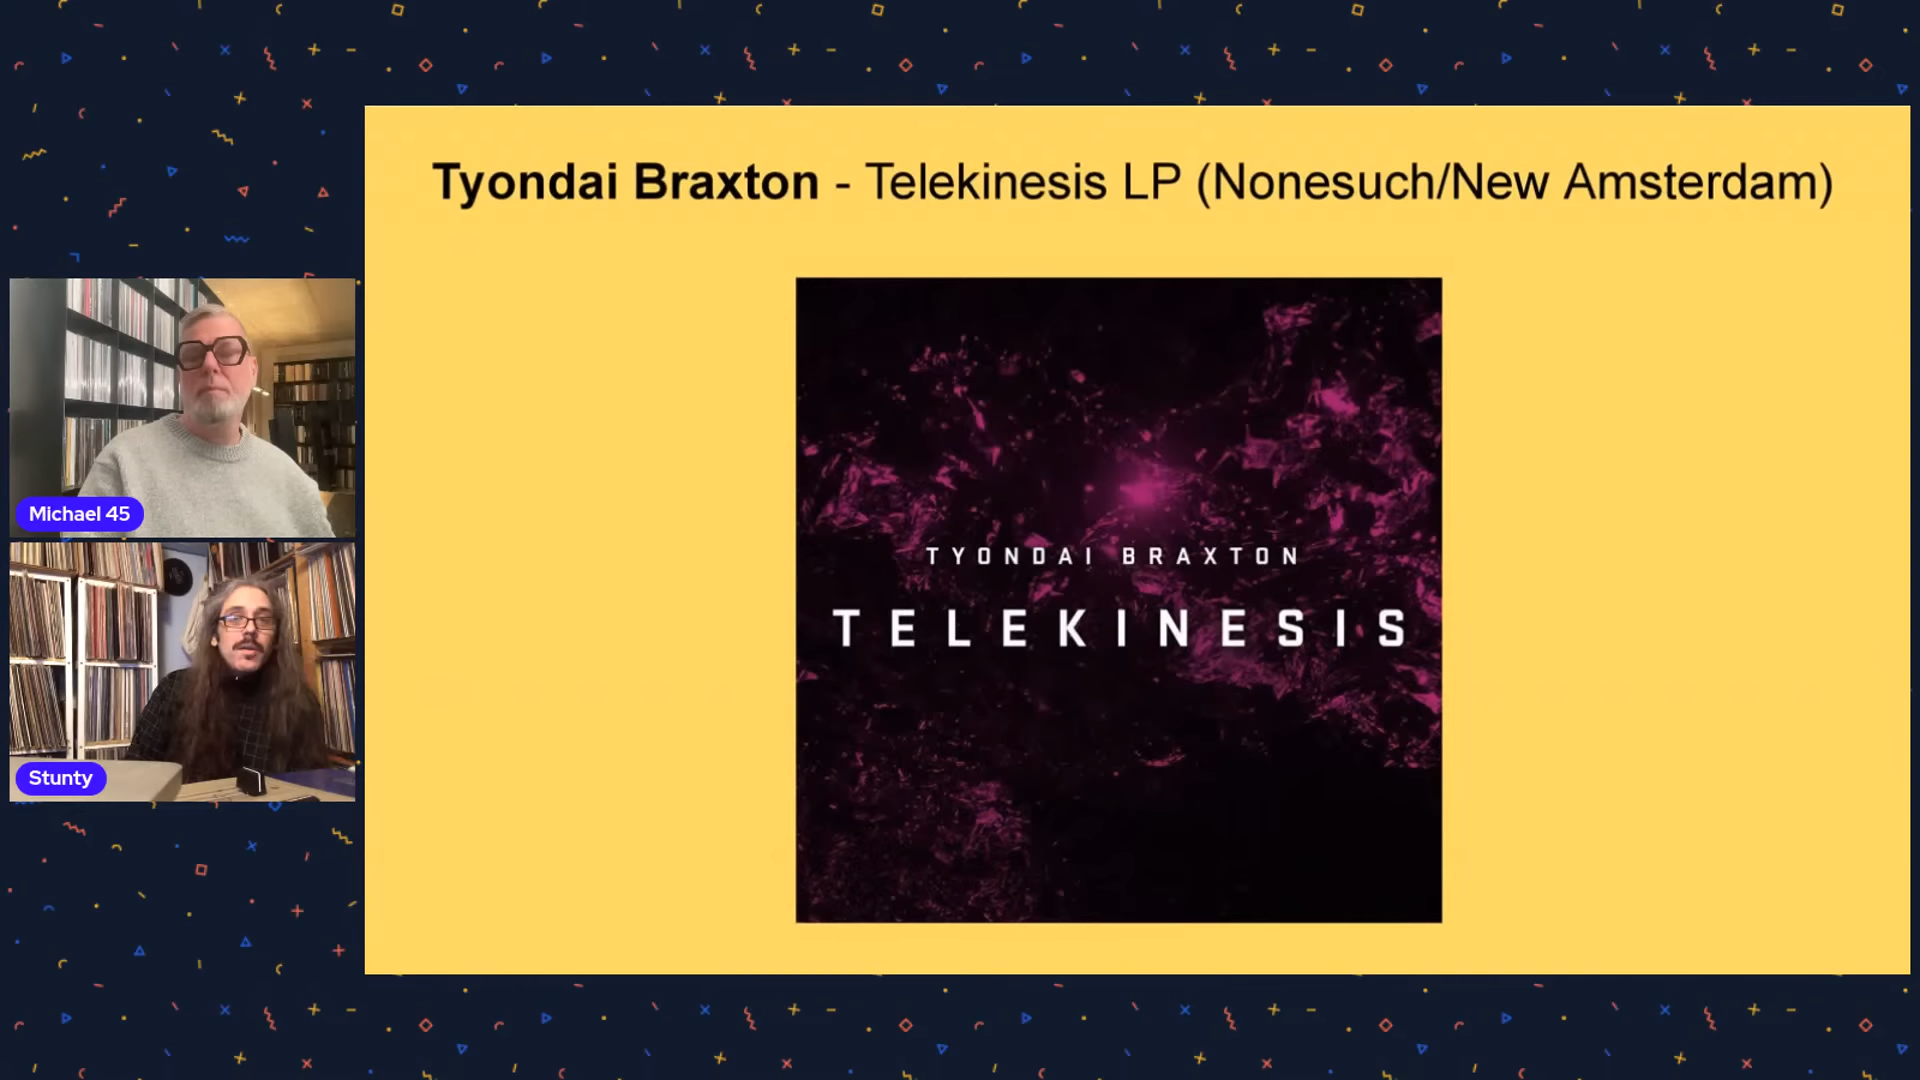 Tyondai Braxton - Telekinesis LP (Nonesuch/New Amsterdam)
TYONDAI BRAXTON
TELEKINESIS
Michael 45
Stunty